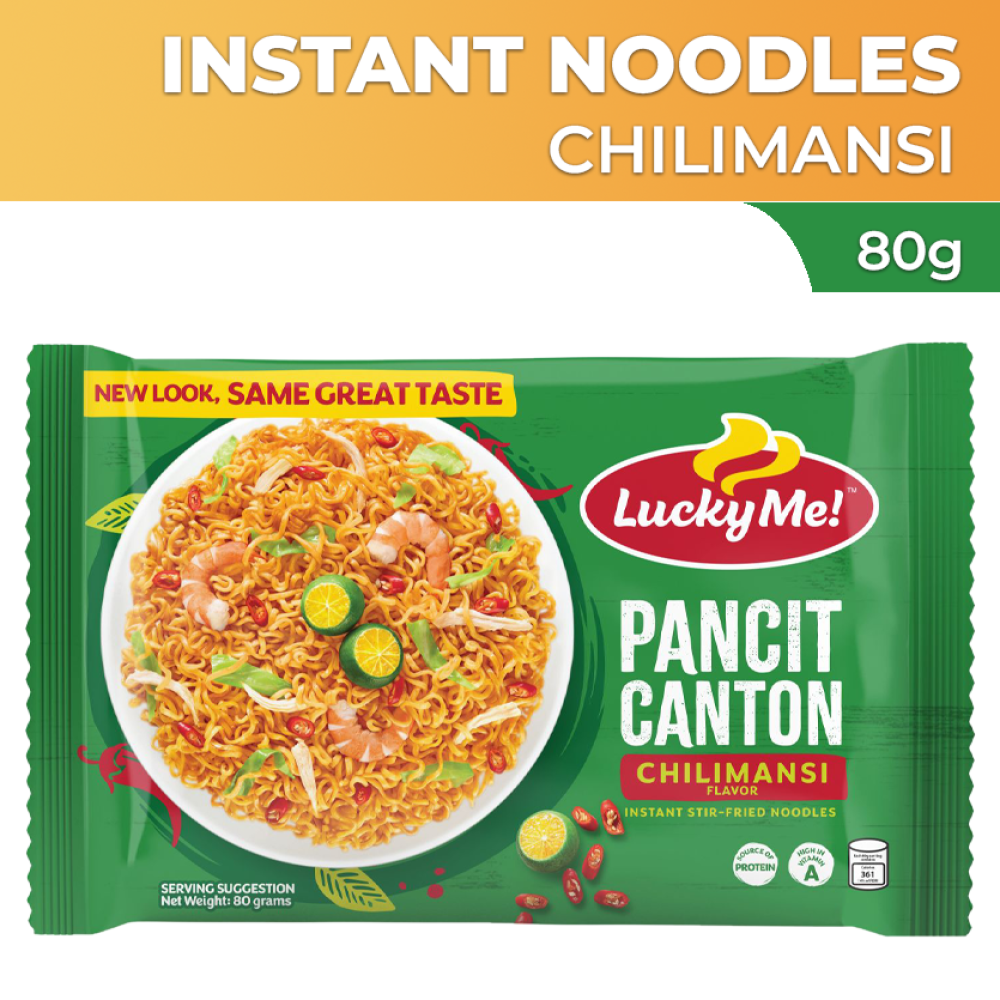 INSTANT NOODLES
CHILIMANSI
80g
NEW LOOK, SAME GREAT TASTE
Lucky Me!™
PANCIT
CANTON
CHILIMANSI
FLAVOR
INSTANT STIR-FRIED NOODLES
SOURCE OF
PROTEIN
HIGH IN
VITAMIN
A
361
SERVING SUGGESTION
Net Weight: 80 grams